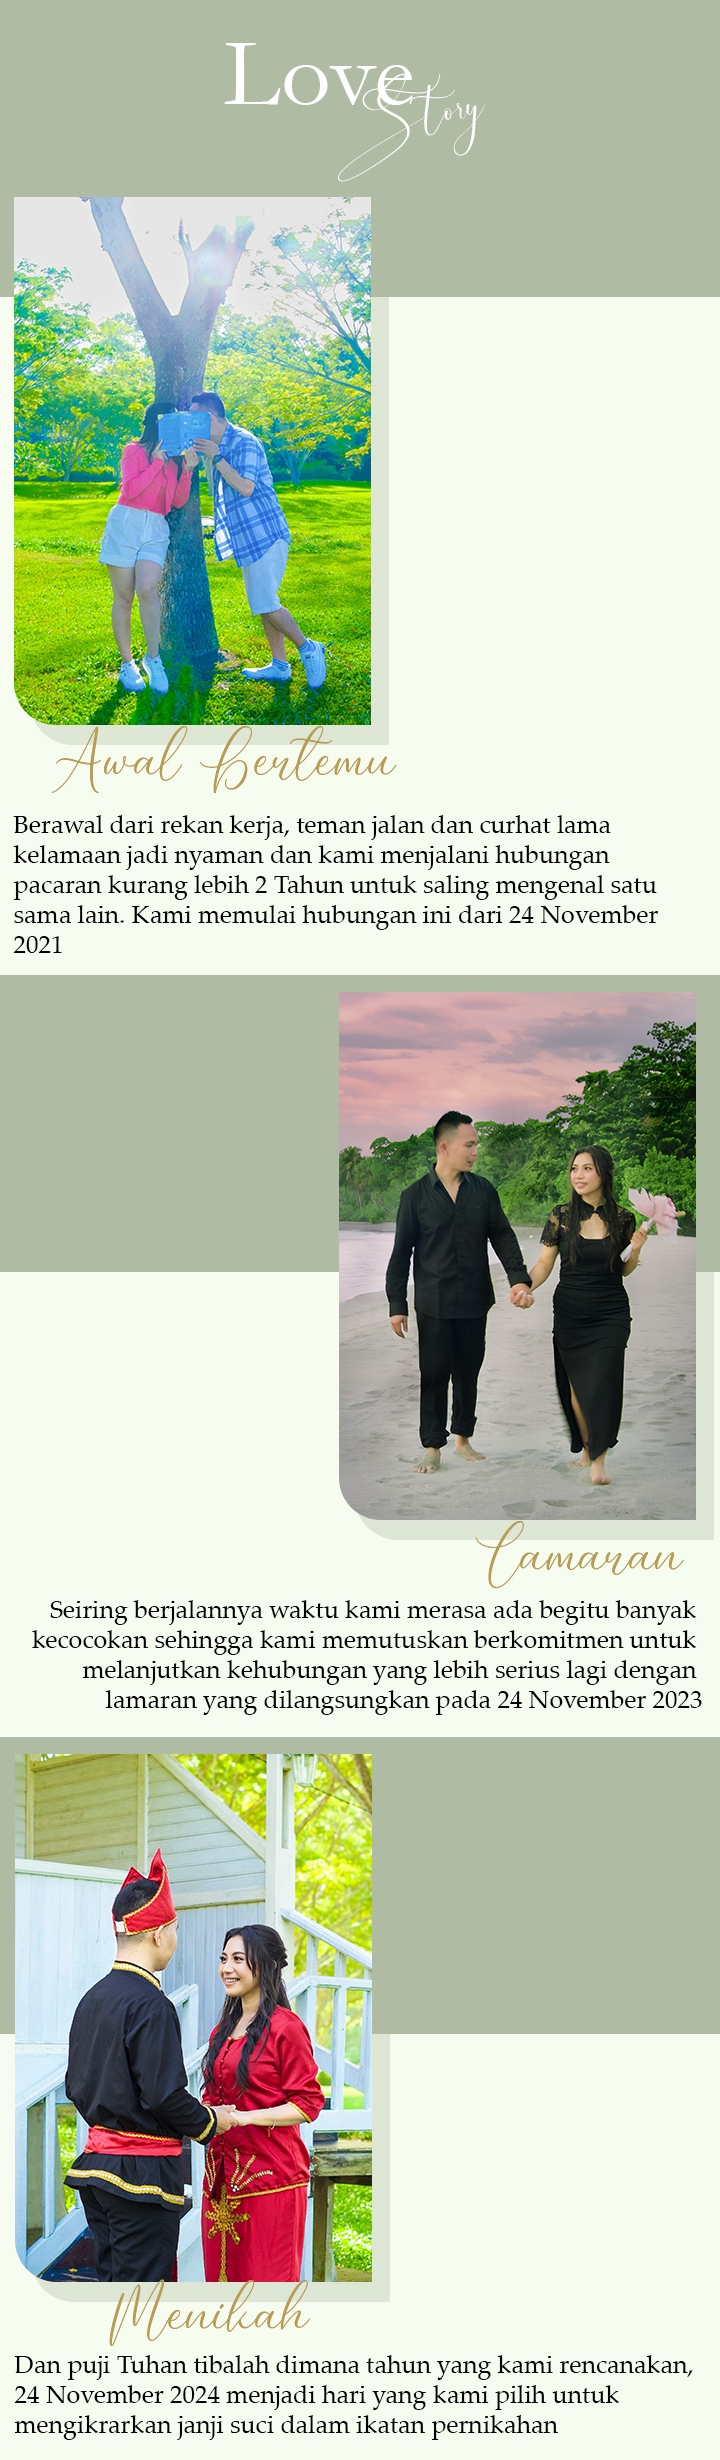 Love
Story
Awal Bertemu
Berawal dari rekan kerja, teman jalan dan curhat lama
kelamaan jadi nyaman dan kami menjalani hubungan
pacaran kurang lebih 2 Tahun untuk saling mengenal satu
sama lain. Kami memulai hubungan ini dari 24 November
2021
Lamaran
Seiring berjalannya waktu kami merasa ada begitu banyak
kecocokan sehingga kami memutuskan berkomitmen untuk
melanjutkan kehubungan yang lebih serius lagi dengan
lamaran yang dilangsungkan pada 24 November 2023
Menikah
Dan puji Tuhan tibalah dimana tahun yang kami rencanakan,
24 November 2024 menjadi hari yang kami pilih untuk
mengikrarkan janji suci dalam ikatan pernikahan